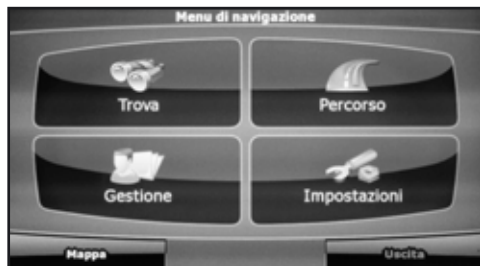 Menu di navigazione
Trova
Percorso
Gestione
Impostazioni
Mappa
Uscita